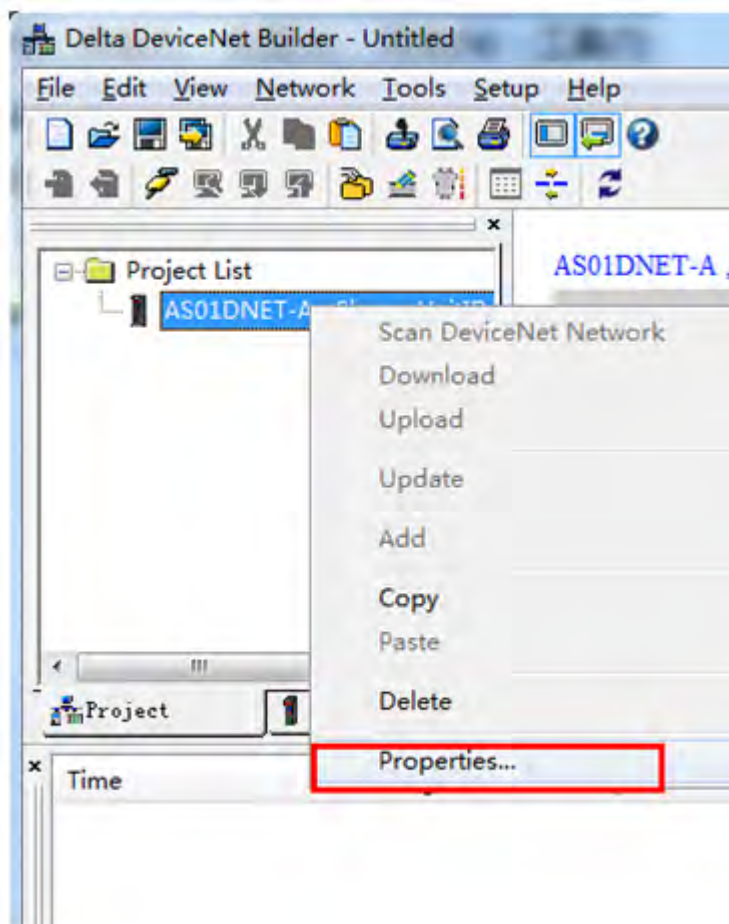 Delta DeviceNet Builder - Untitled
File Edit View Network Tools Setup Help
Project List
AS01DNET-A
AS01DNET-A ,
Scan DeviceNet Network
Download
Upload
Update
Add
Copy
Paste
Delete
Properties...
Project
Time